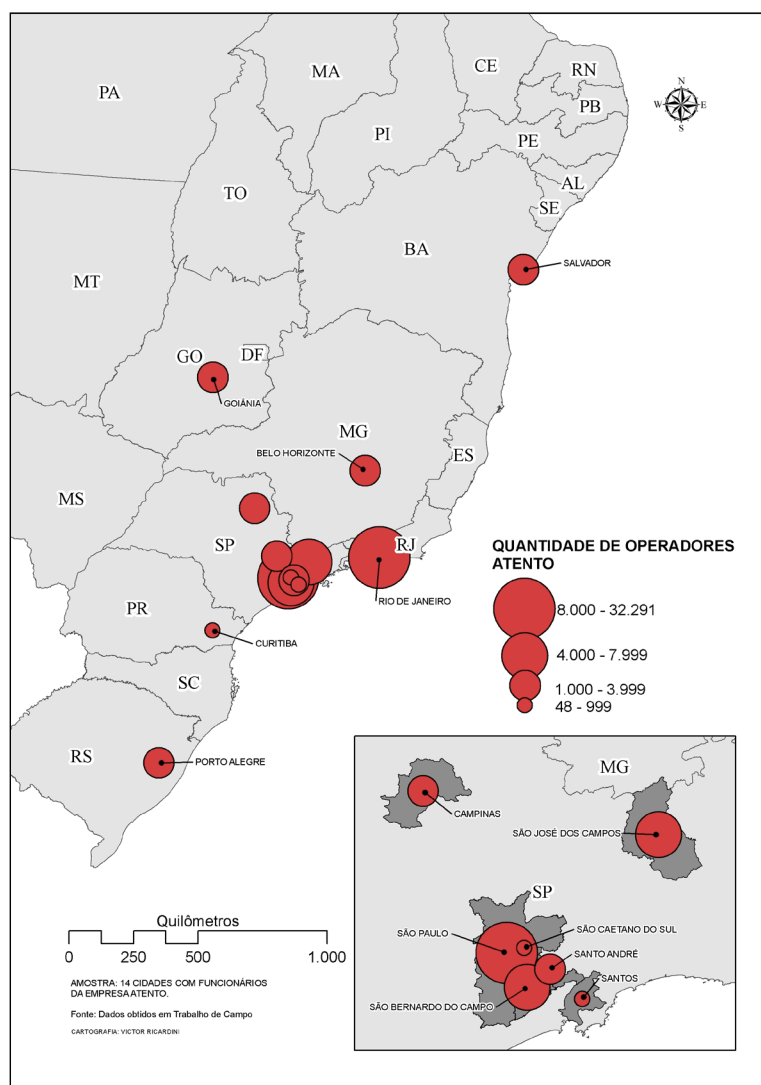 PA
MA
CE
RN
PB
PI
PE
AL
SE
TO
BA
MT
SALVADOR
GO
DF
GOIÂNIA
MG
BELO HORIZONTE
ES
MS
SP
RJ
RIO DE JANEIRO
PR
CURITIBA
SC
RS
PORTO ALEGRE
N
W
E
S
QUANTIDADE DE OPERADORES
ATENTO
8.000 - 32.291
4.000 - 7.999
1.000 - 3.999
48 - 999
MG
CAMPINAS
SÃO JOSÉ DOS CAMPOS
SP
SÃO CAETANO DO SUL
SÃO PAULO
SANTO ANDRÉ
SANTOS
SÃO BERNARDO DO CAMPO
Quilômetros
0 250 500 1.000
AMOSTRA: 14 CIDADES COM FUNCIONÁRIOS
DA EMPRESA ATENTO.
Fonte: Dados obtidos em Trabalho de Campo
CARTOGRAFIA: VICTOR RICARDINI